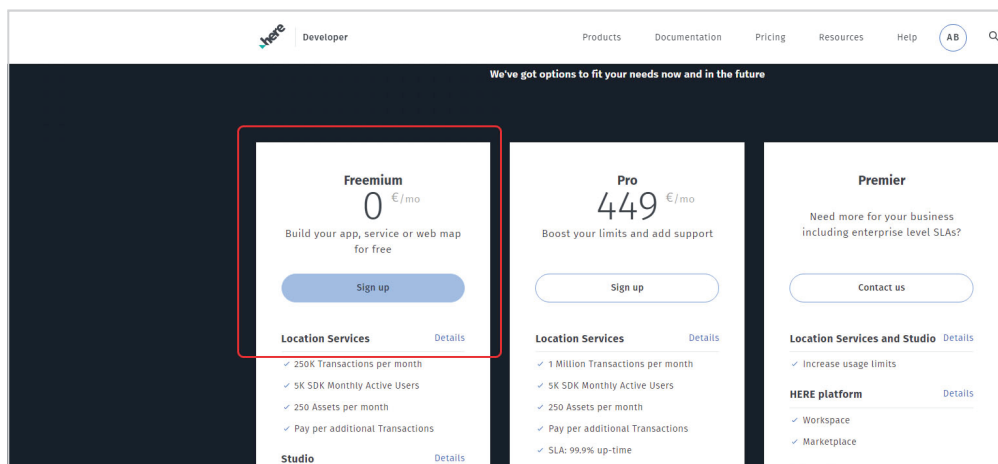 here
Developer
Products
Documentation
Pricing
Resources
Help
AB
We've got options to fit your needs now and in the future
Freemium
0 €/mo
Build your app, service or web map
for free
Sign up
Location Services Details
250K Transactions per month
5K SDK Monthly Active Users
250 Assets per month
Pay per additional Transactions
Studio Details
Pro
449 €/mo
Boost your limits and add support
Sign up
Location Services Details
1 Million Transactions per month
5K SDK Monthly Active Users
250 Assets per month
Pay per additional Transactions
SLA: 99.9% up-time
Premier
Need more for your business
including enterprise level SLAs?
Contact us
Location Services and Studio Details
Increase usage limits
HERE platform Details
Workspace
Marketplace